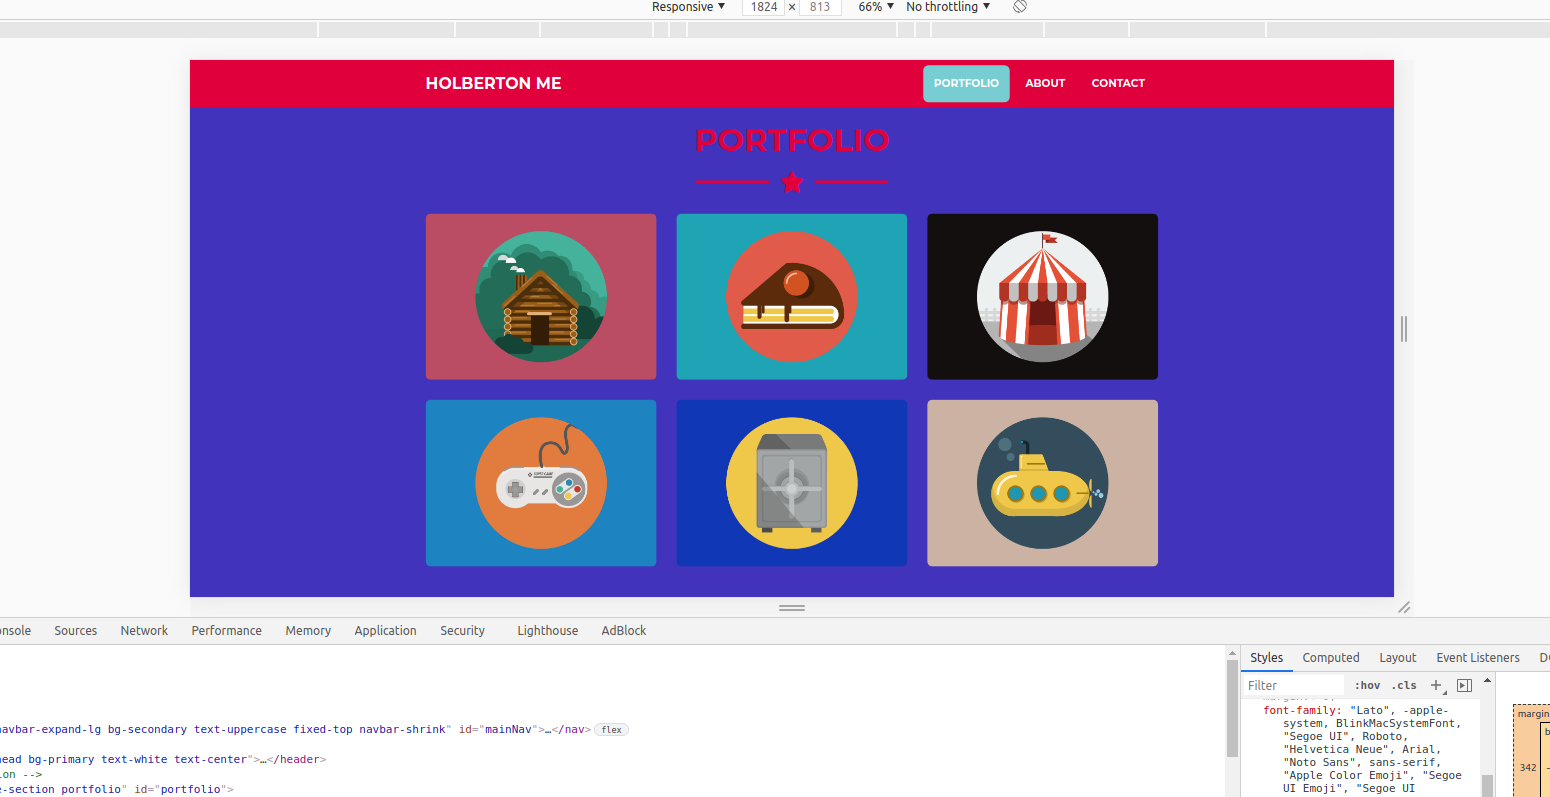 Responsive ▼ 1824 × 813 66% ▼ No throttling ▼
HOLBERTON ME PORTFOLIO ABOUT CONTACT
PORTFOLIO
onsole Sources Network Performance Memory Application Security Lighthouse AdBlock
Styles Computed Layout Event Listeners
Filter :hov .cls +
navbar-expand-lg bg-secondary text-uppercase fixed-top navbar-shrink" id="mainNav">…</nav> flex
ead bg-primary text-white text-center">…</header>
ion -->
e-section portfolio" id="portfolio">
font-family: "Lato", -apple-
system, BlinkMacSystemFont,
"Segoe UI", Roboto,
"Helvetica Neue", Arial,
"Noto Sans", sans-serif,
"Apple Color Emoji", "Segoe
UI Emoji", "Segoe UI
margin
342